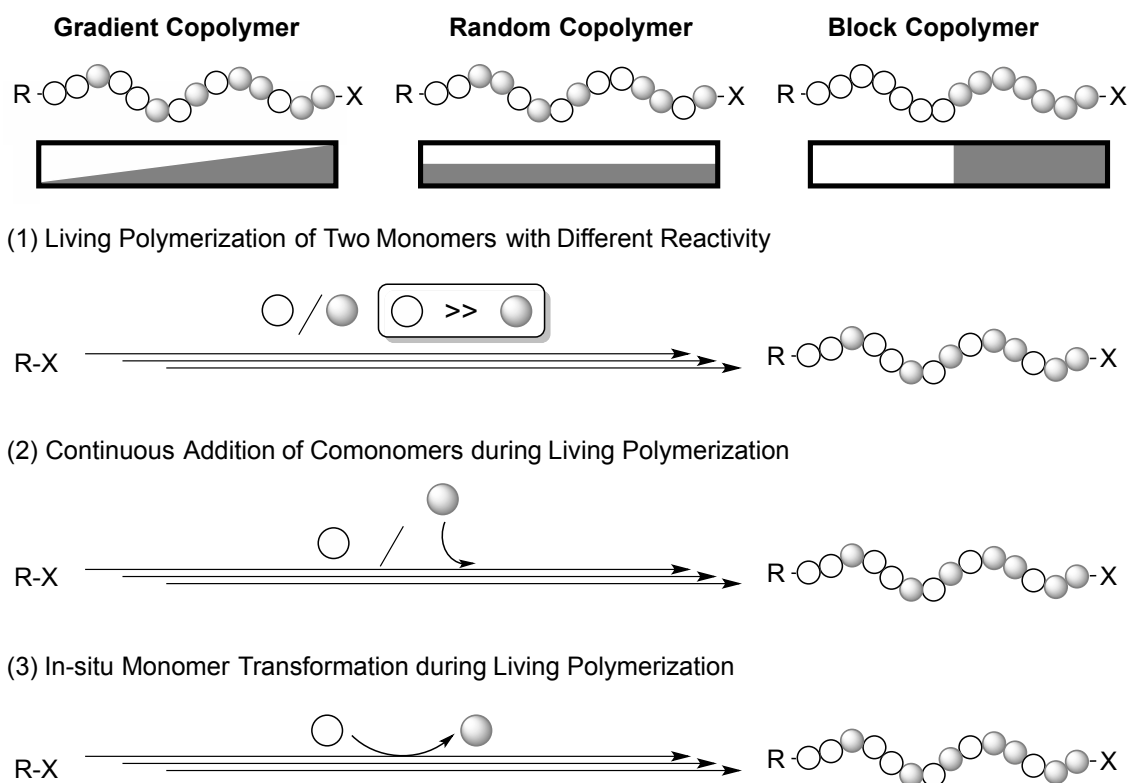 Gradient Copolymer Random Copolymer Block Copolymer
R -X R -X R -X
(1) Living Polymerization of Two Monomers with Different Reactivity
>>
R-X R -X
(2) Continuous Addition of Comonomers during Living Polymerization
R-X R -X
(3) In-situ Monomer Transformation during Living Polymerization
R-X R -X